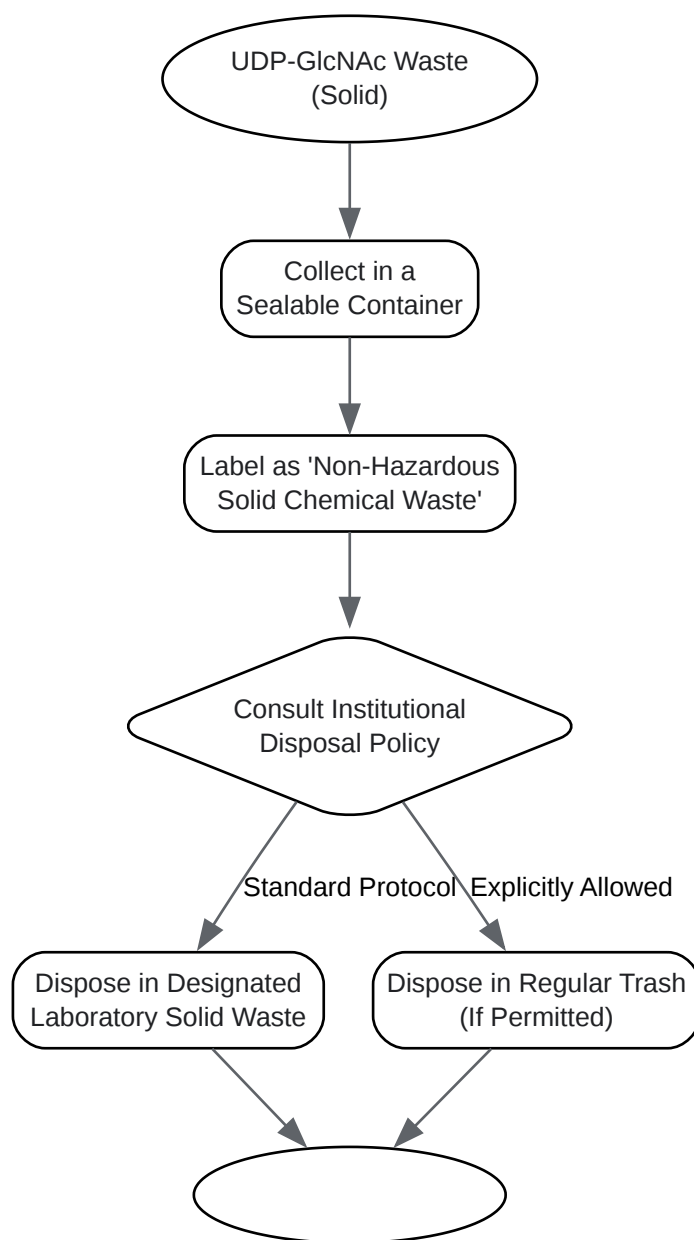 UDP-GlcNAc Waste
(Solid)
Collect in a
Sealable Container
Label as 'Non-Hazardous
Solid Chemical Waste'
Consult Institutional
Disposal Policy
Standard Protocol
Explicitly Allowed
Dispose in Designated
Laboratory Solid Waste
Dispose in Regular Trash
(If Permitted)